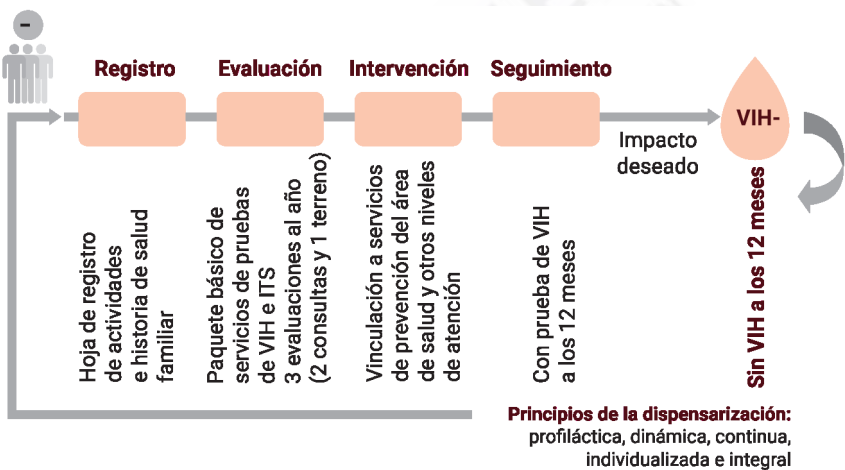 -
Registro
Evaluación
Intervención
Seguimiento
VIH-
Impacto
deseado
Hoja de registro
de actividades
e historia de salud
familiar
Paquete básico de
servicios de pruebas
de VIH e ITS
3 evaluaciones al año
(2 consultas y 1 terreno)
Vinculación a servicios
de prevención del área
de salud y otros niveles
de atención
Con prueba de VIH
a los 12 meses
Sin VIH a los 12 meses
Principios de la dispensarización:
profiláctica, dinámica, continua,
individualizada e integral